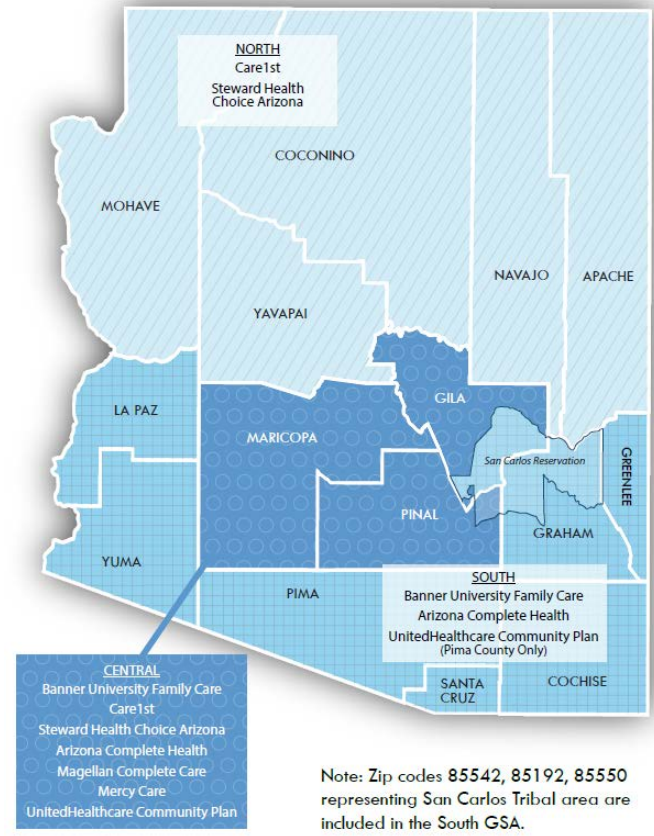 NORTH
Care1st
Steward Health
Choice Arizona
COCONINO
MOHAVE
NAVAJO
APACHE
YAVAPAI
GILA
LA PAZ
MARICOPA
San Carlos Reservation
GREENLEE
PINAL
GRAHAM
YUMA
PIMA
SOUTH
Banner University Family Care
Arizona Complete Health
UnitedHealthcare Community Plan
(Pima County Only)
SANTA
CRUZ
COCHISE
CENTRAL
Banner University Family Care
Care1st
Steward Health Choice Arizona
Arizona Complete Health
Magellan Complete Care
Mercy Care
UnitedHealthcare Community Plan
Note: Zip codes 85542, 85192, 85550
representing San Carlos Tribal area are
included in the South GSA.